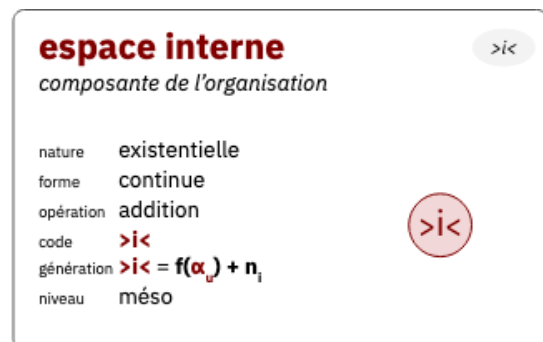 espace interne
>i<
composante de l’organisation
nature existentielle
forme continue
opération addition
code >i<
>i<
génération >i< = f(αᵤ) + nᵢ
niveau méso